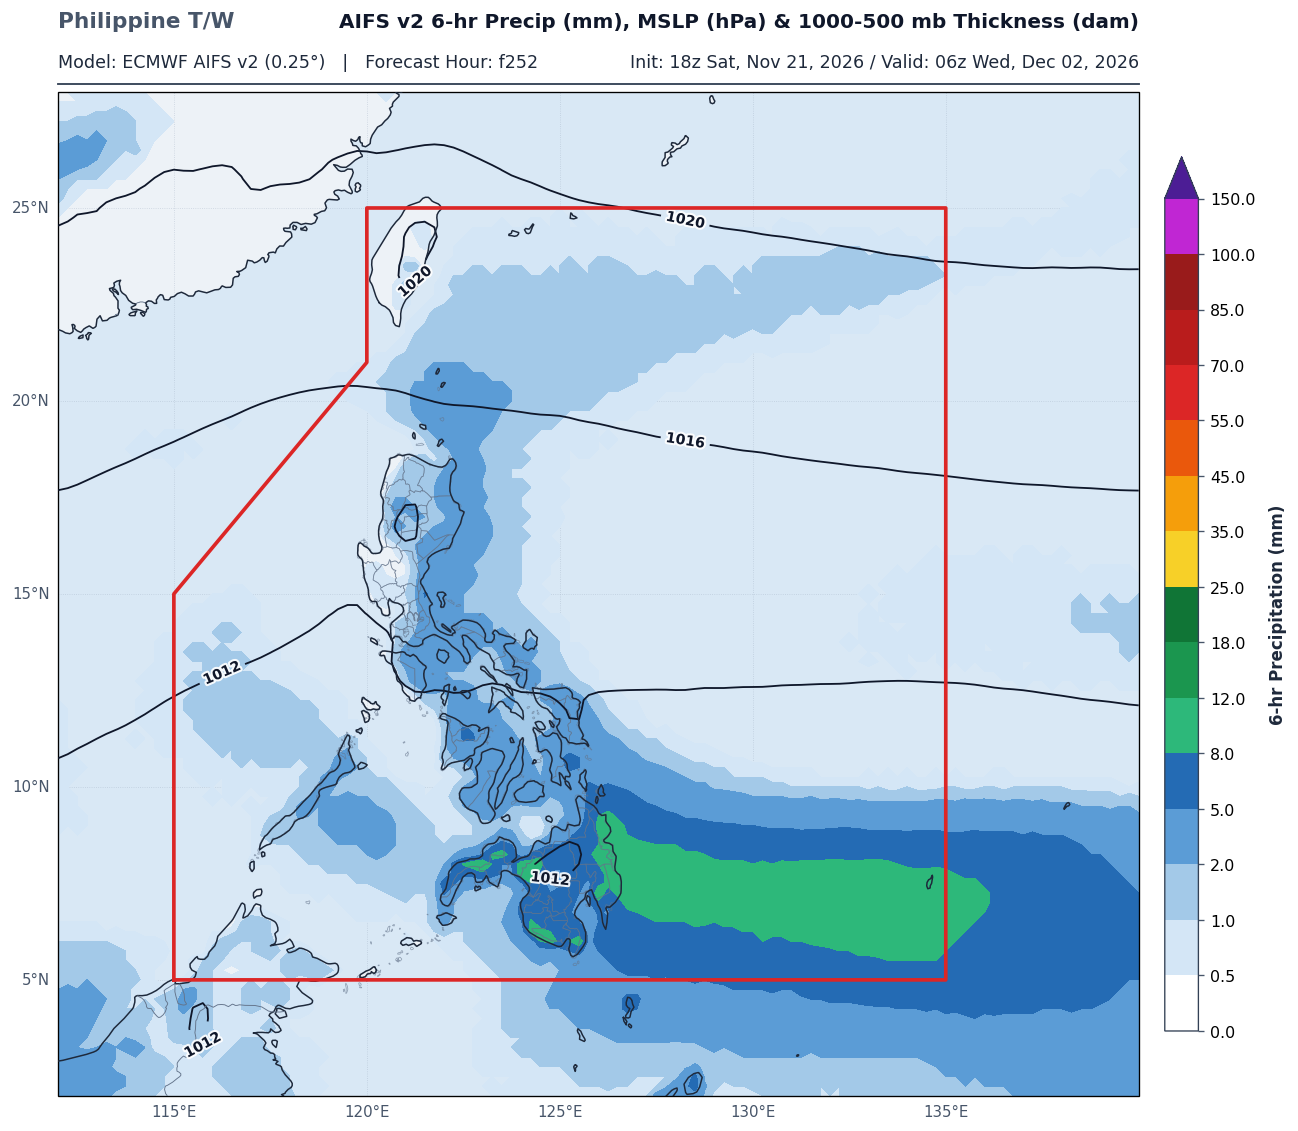 Philippine T/W
AIFS v2 6-hr Precip (mm), MSLP (hPa) & 1000-500 mb Thickness (dam)
Model: ECMWF AIFS v2 (0.25°)   |   Forecast Hour: f252
Init: 18z Sat, Nov 21, 2026 / Valid: 06z Wed, Dec 02, 2026
25°N
20°N
15°N
10°N
5°N
115°E
120°E
125°E
130°E
135°E
1020
1020
1016
1012
1012
1012
150.0
100.0
85.0
70.0
55.0
45.0
35.0
25.0
18.0
12.0
8.0
5.0
2.0
1.0
0.5
0.0
6-hr Precipitation (mm)